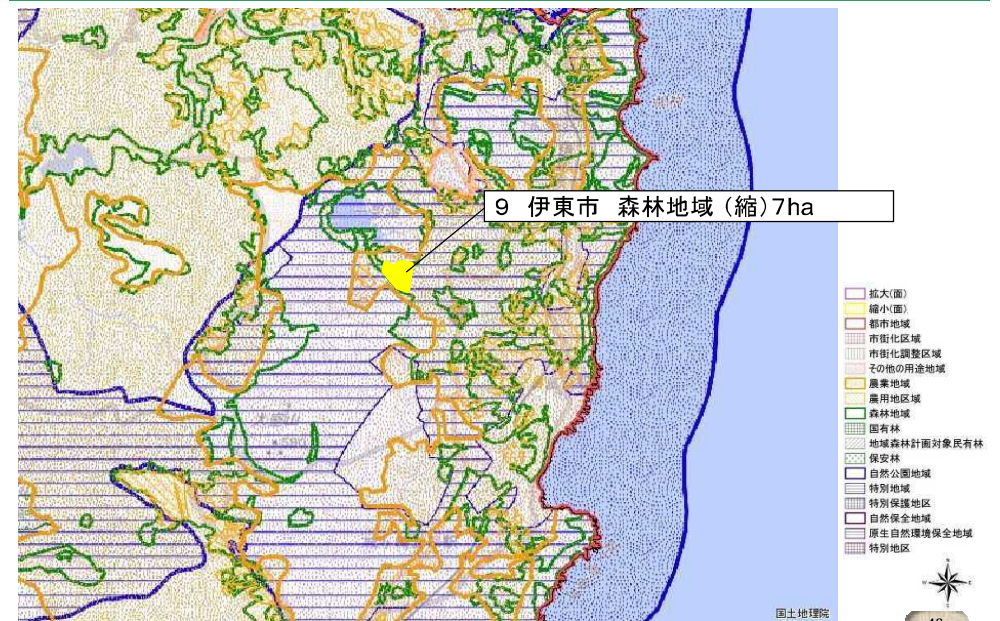 ９　伊東市　森林地域（縮）７ha
拡大(面)
縮小(面)
都市地域
市街化区域
市街化調整区域
その他の用途地域
農業地域
農用地区域
森林地域
国有林
地域森林計画対象民有林
保安林
自然公園地域
特別地域
特別保護地区
自然保全地域
原生自然環境保全地域
特別地区
N
W
E
S
国土地理院